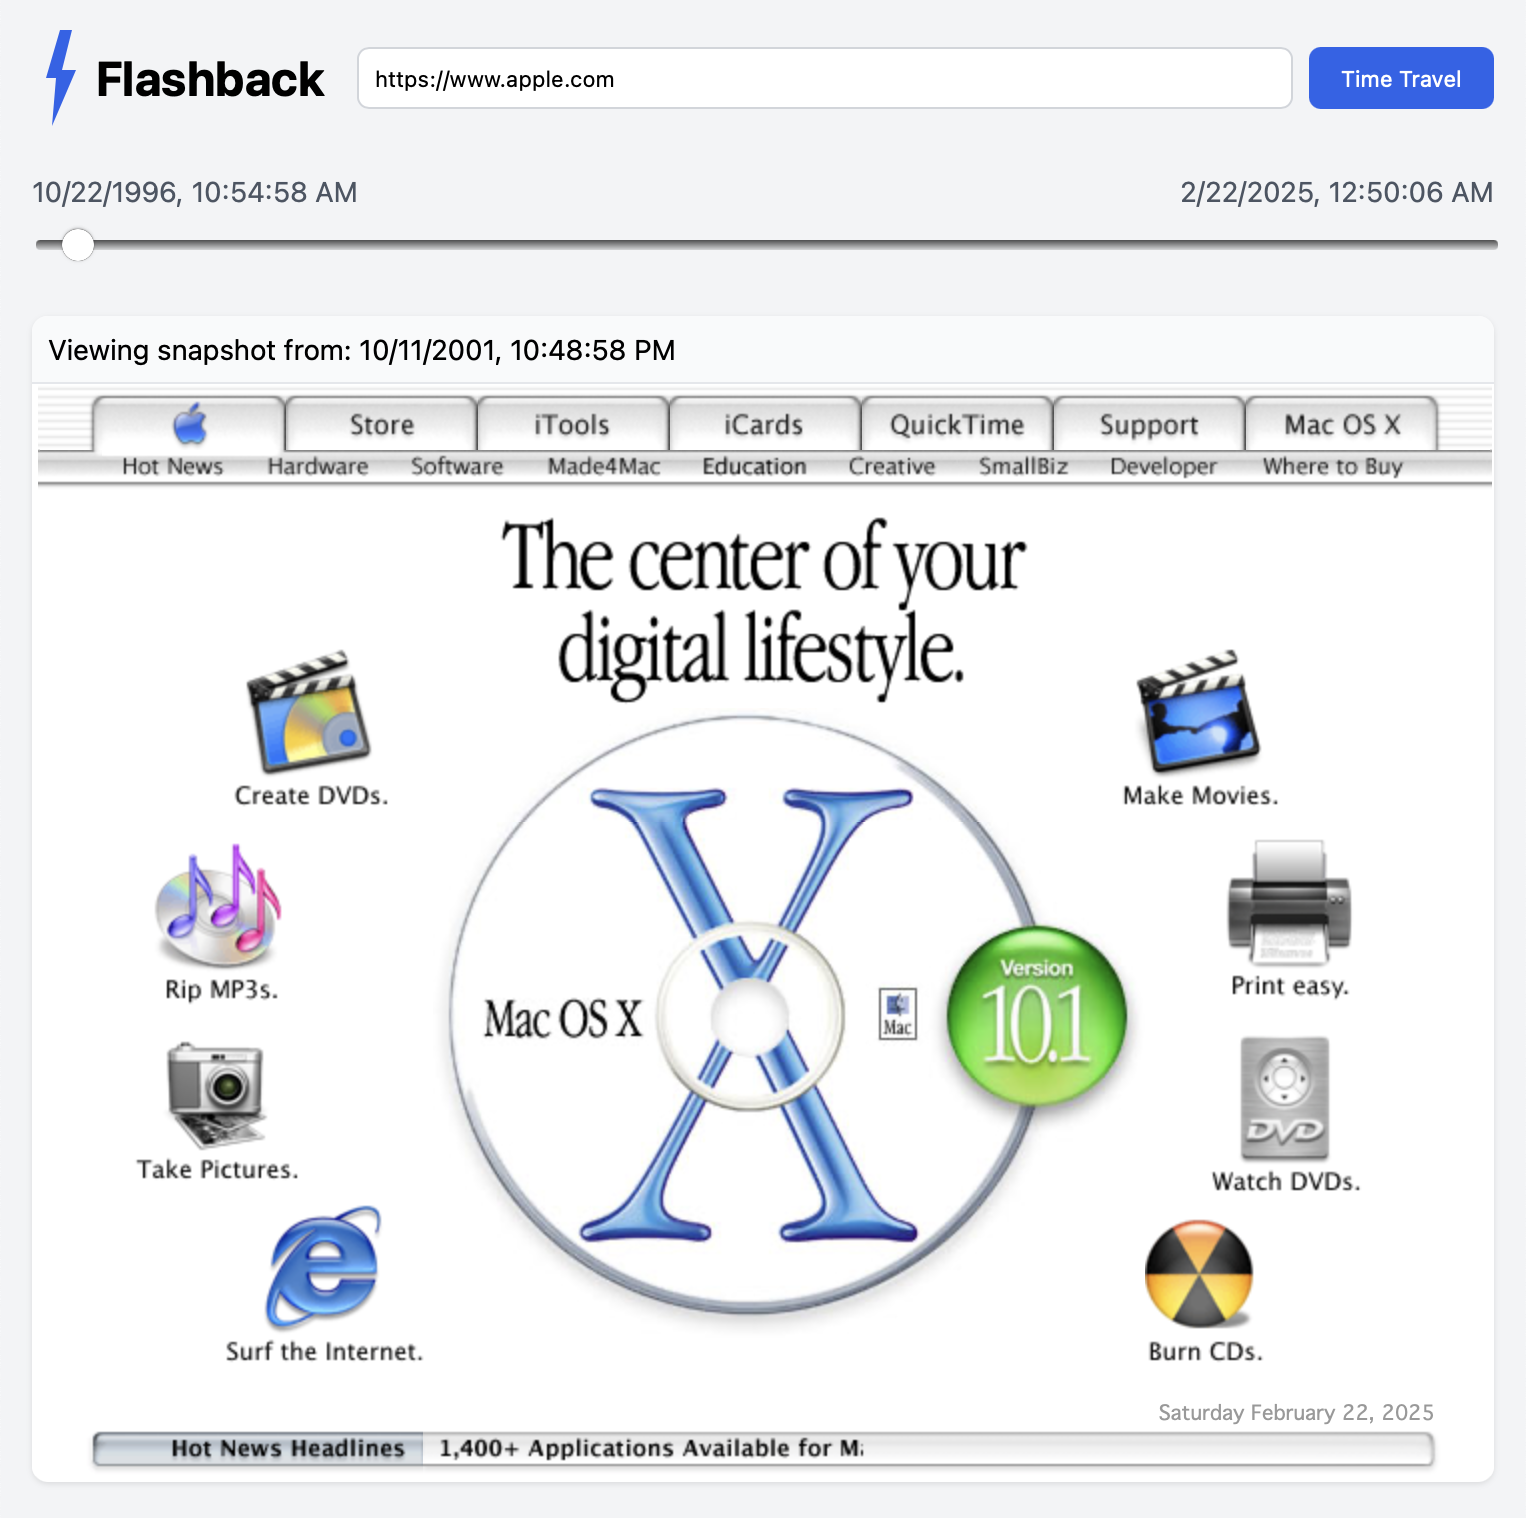 Flashback
https://www.apple.com
Time Travel
10/22/1996, 10:54:58 AM
2/22/2025, 12:50:06 AM
Viewing snapshot from: 10/11/2001, 10:48:58 PM
Store iTools iCards QuickTime Support Mac OS X
Hot News Hardware Software Made4Mac Education Creative SmallBiz Developer Where to Buy
The center of your
digital lifestyle.
Create DVDs.
Make Movies.
Rip MP3s.
Print easy.
Mac OS X
Mac
Version
10.1
Take Pictures.
DVD
Watch DVDs.
Surf the Internet.
Burn CDs.
Saturday February 22, 2025
Hot News Headlines 1,400+ Applications Available for